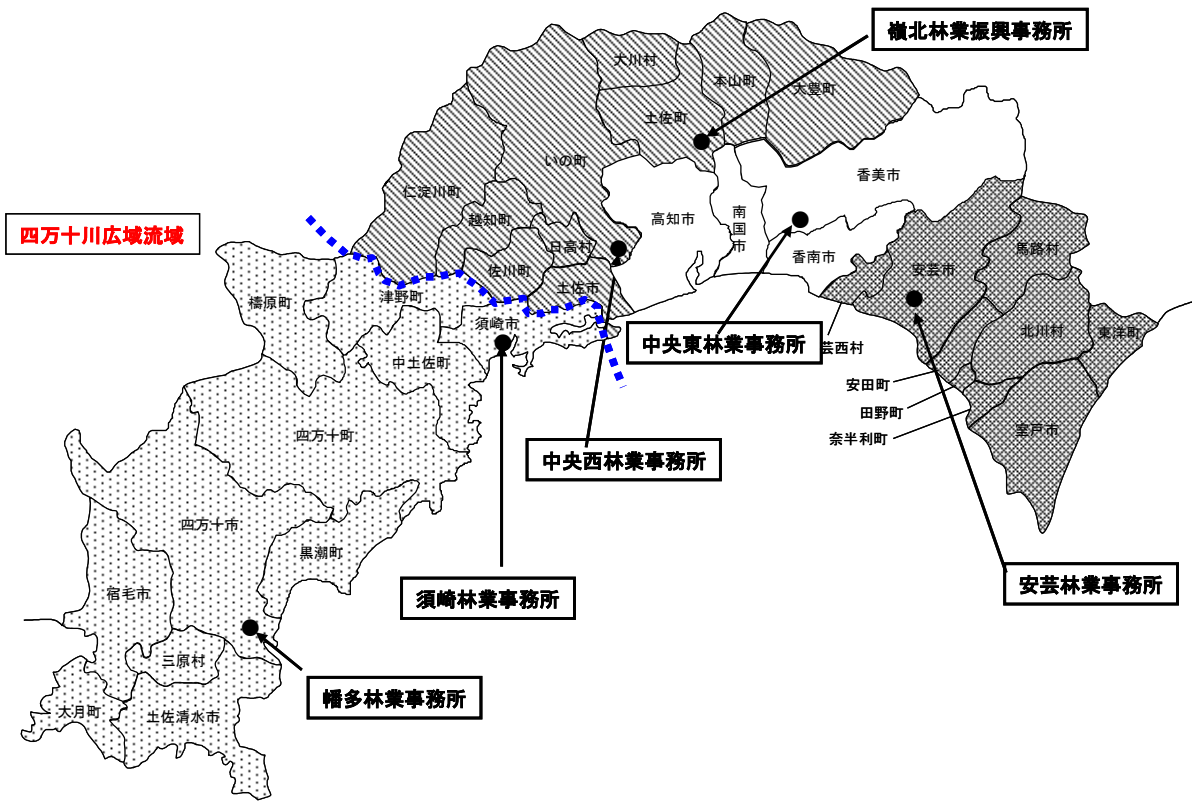 嶺北林業振興事務所
大川村
本山町
大豊町
土佐町
いの町
香美市
仁淀川町
越知町
高知市
南国市
四万十川広域流域
日高村
佐川町
香南市
安芸市
馬路村
土佐市
津野町
檮原町
須崎市
北川村
東洋町
中央東林業事務所
芸西村
中土佐町
安田町
田野町
奈半利町
室戸市
四万十町
中央西林業事務所
四万十市
黒潮町
宿毛市
須崎林業事務所
安芸林業事務所
三原村
幡多林業事務所
大月町
土佐清水市